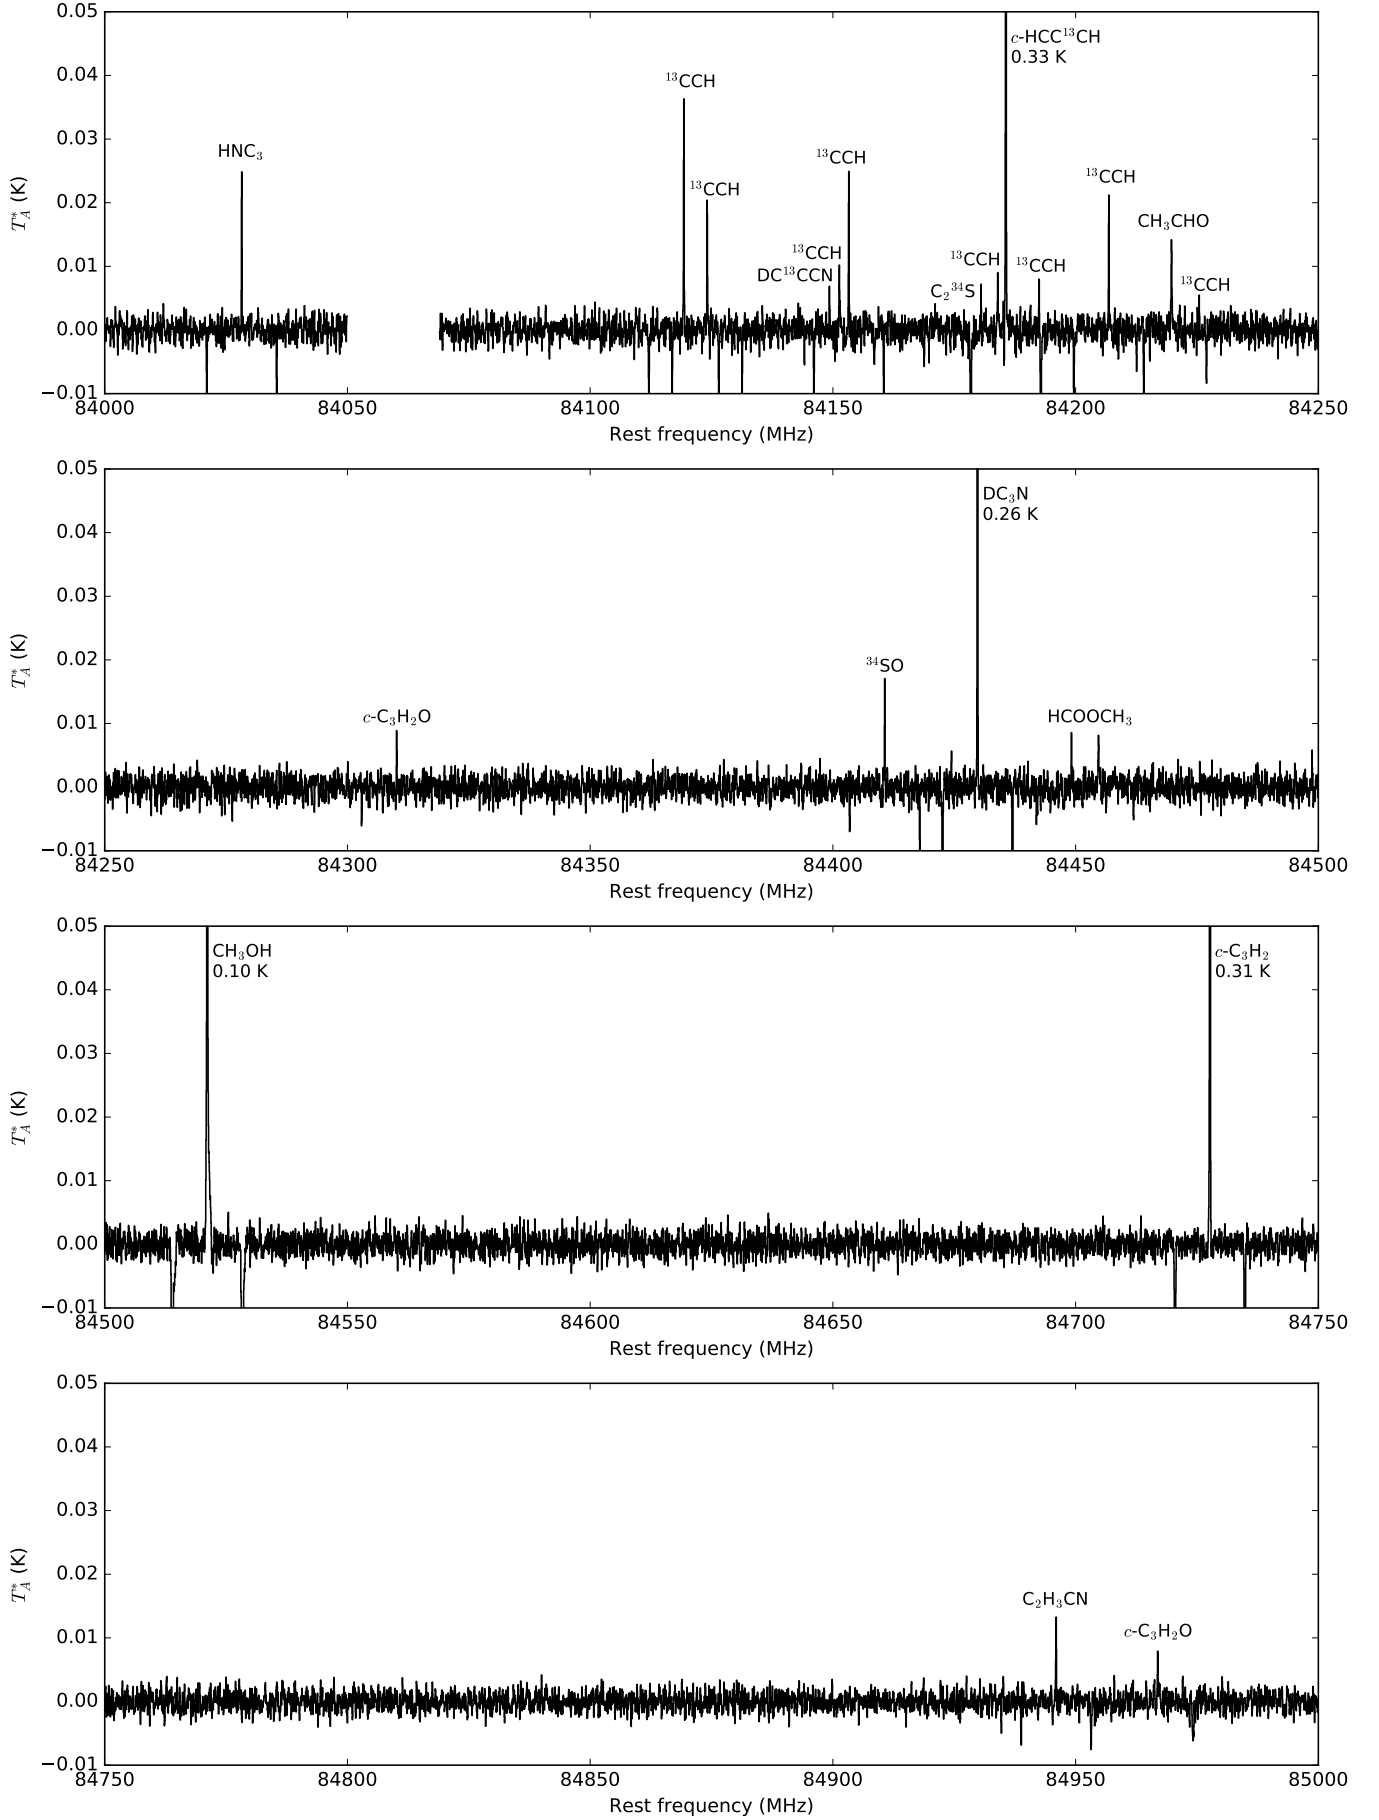 0.05
0.04
0.03
0.02
0.01
0.00
−0.01
T*A (K)
c-HCC¹³CH
0.33 K
¹³CCH
HNC₃
¹³CCH
¹³CCH
¹³CCH
CH₃CHO
¹³CCH
DC¹³CCN
¹³CCH
¹³CCH
C₂³⁴S
¹³CCH
84000 84050 84100 84150 84200 84250
Rest frequency (MHz)
0.05
0.04
0.03
0.02
0.01
0.00
−0.01
T*A (K)
DC₃N
0.26 K
³⁴SO
c-C₃H₂O
HCOOCH₃
84250 84300 84350 84400 84450 84500
Rest frequency (MHz)
0.05
0.04
0.03
0.02
0.01
0.00
−0.01
T*A (K)
CH₃OH
0.10 K
c-C₃H₂
0.31 K
84500 84550 84600 84650 84700 84750
Rest frequency (MHz)
0.05
0.04
0.03
0.02
0.01
0.00
−0.01
T*A (K)
C₂H₃CN
c-C₃H₂O
84750 84800 84850 84900 84950 85000
Rest frequency (MHz)